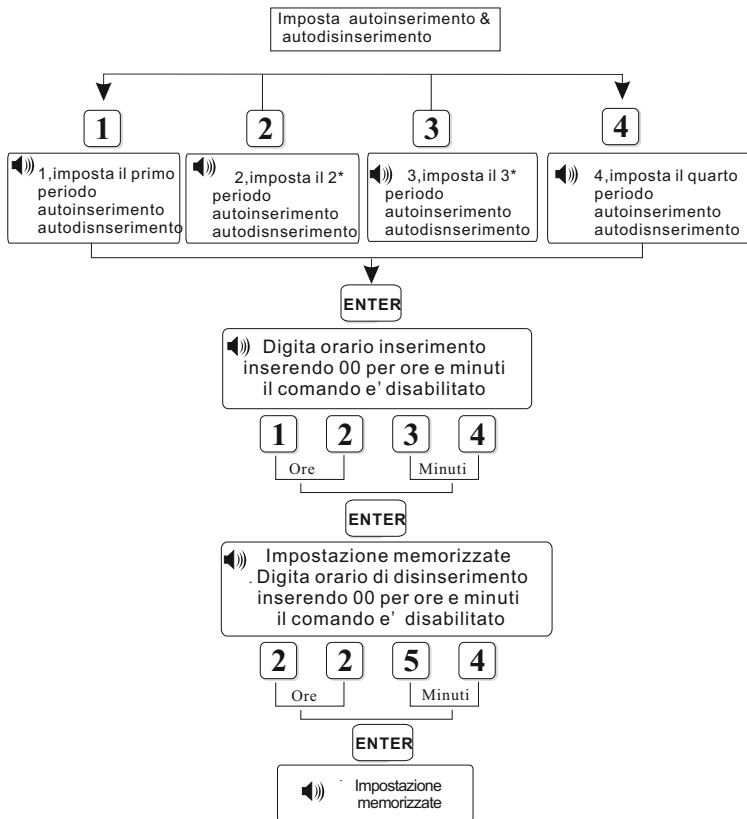 Imposta autoinserimento &
autodisinserimento
1
2
3
4
1,imposta il primo
periodo
autoinserimento
autodisnserimento
2,imposta il 2*
periodo
autoinserimento
autodisnserimento
3,imposta il 3*
periodo
autoinserimento
autodisnserimento
4,imposta il quarto
periodo
autoinserimento
autodisnserimento
ENTER
Digita orario inserimento
inserendo 00 per ore e minuti
il comando e' disabilitato
1 2 3 4
Ore Minuti
ENTER
Impostazione memorizzate
. Digita orario di disinserimento
inserendo 00 per ore e minuti
il comando e' disabilitato
2 2 5 4
Ore Minuti
ENTER
Impostazione
memorizzate